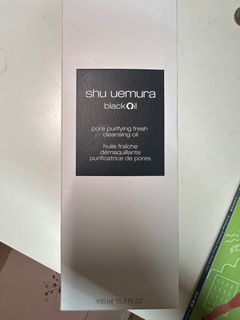 shu uemura
blackoil
pore purifying fresh
cleansing oil
huile fraîche
démaquillante
purificatrice de pores
450 ml 15.2 FL.OZ.